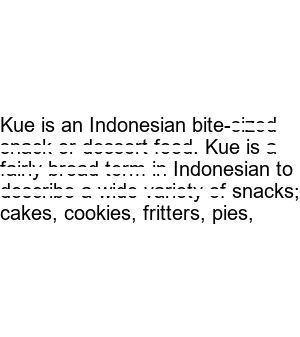 Kue is an Indonesian bite-sized
snack or dessert food. Kue is a
fairly broad term in Indonesian to
describe a wide variety of snacks;
cakes, cookies, fritters, pies,